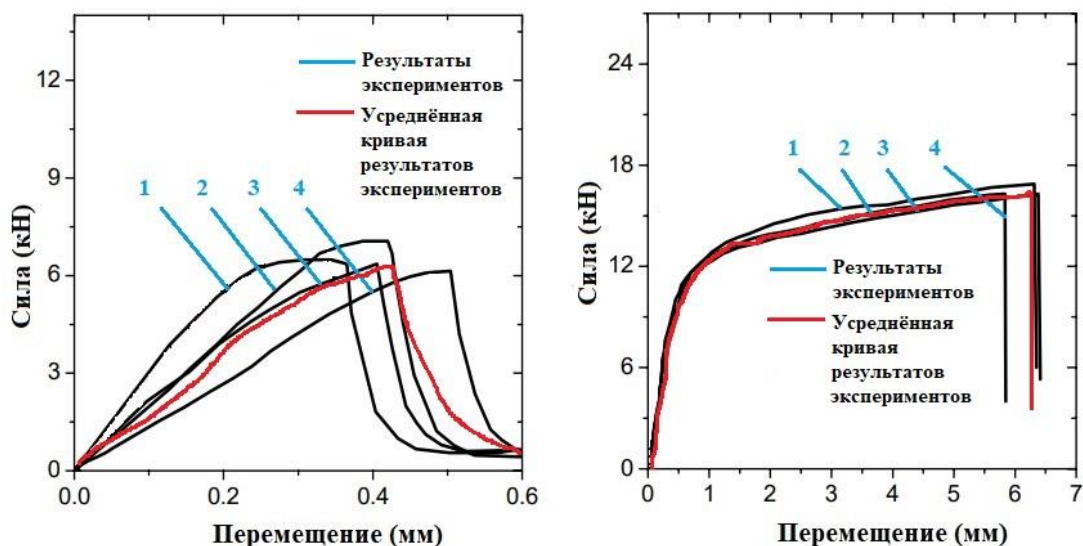 Сила (кН)
12
9
6
3
0
Результаты
экспериментов
Усреднённая
кривая
результатов
экспериментов
1 2 3 4
0.0 0.2 0.4 0.6
Перемещение (мм)
Сила (кН)
24
18
12
6
0
1 2 3 4
Результаты
экспериментов
Усреднённая
кривая
результатов
экспериментов
0 1 2 3 4 5 6 7
Перемещение (мм)